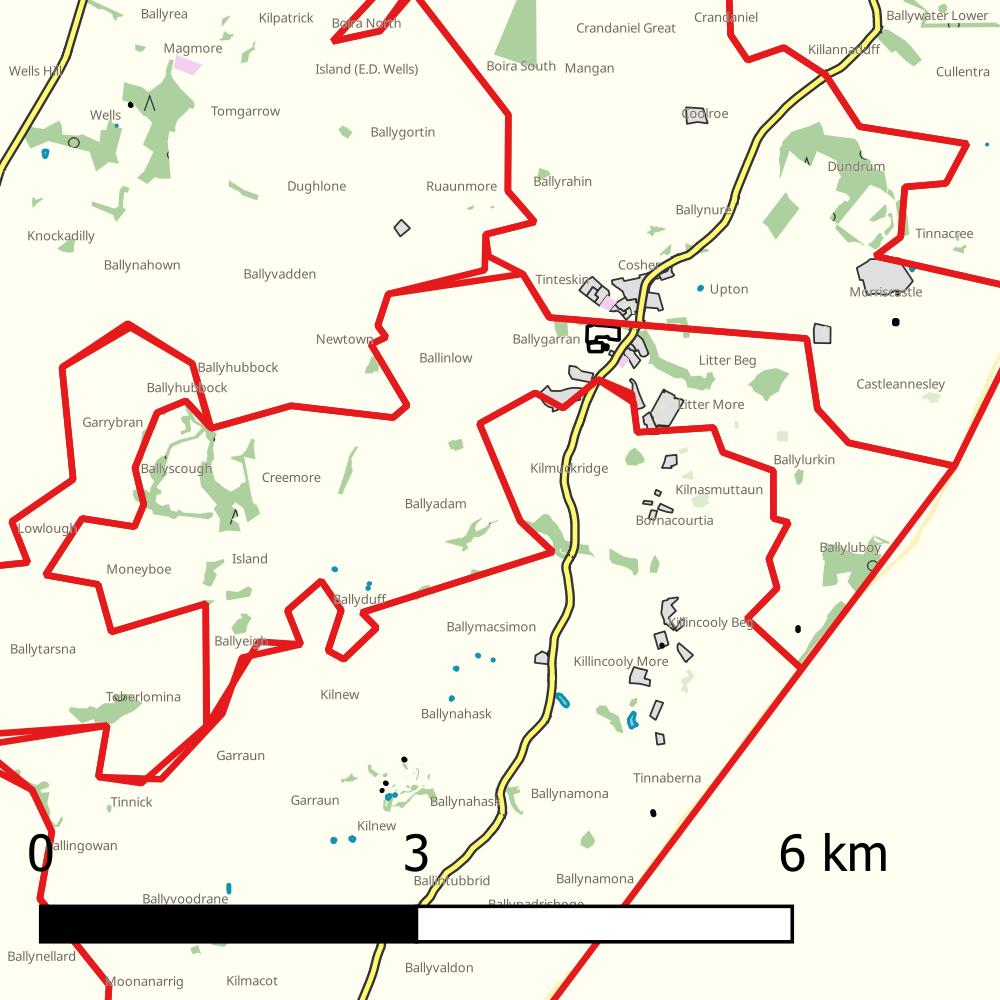 Ballyrea
Kilpatrick
Boira North
Crandaniel Great
Crandaniel
Ballywater Lower
Magmore
Killannaduff
Wells Hill
Island (E.D. Wells)
Boira South
Mangan
Cullentra
Wells
Tomgarrow
Ballygortin
Coolroe
Dundrum
Dughlone
Ruaunmore
Ballyrahin
Ballynure
Knockadilly
Tinnacree
Ballynahown
Ballyvadden
Tinteskin
Cosher
Upton
Morriscastle
Newtown
Ballygarran
Ballinlow
Litter Beg
Ballyhubbock
Ballyhubbock
Castleannesley
Garrybran
Litter More
Ballyscough
Creemore
Kilmuckridge
Ballylurkin
Kilnasmuttaun
Ballyadam
Lowlough
Bornacourtia
Ballyluboy
Moneyboe
Island
Ballyduff
Ballyeigh
Ballymacsimon
Killincooly Beg
Ballytarsna
Killincooly More
Toberlomina
Kilnew
Ballynahask
Garraun
Tinnaberna
Tinnick
Garraun
Ballynahask
Ballynamona
Kilnew
allingowan
0
3
6 km
Ballintubbrid
Ballynamona
Ballyvoodrane
Ballynadrishoge
Ballynellard
Moonanarrig
Kilmacot
Ballyvaldon